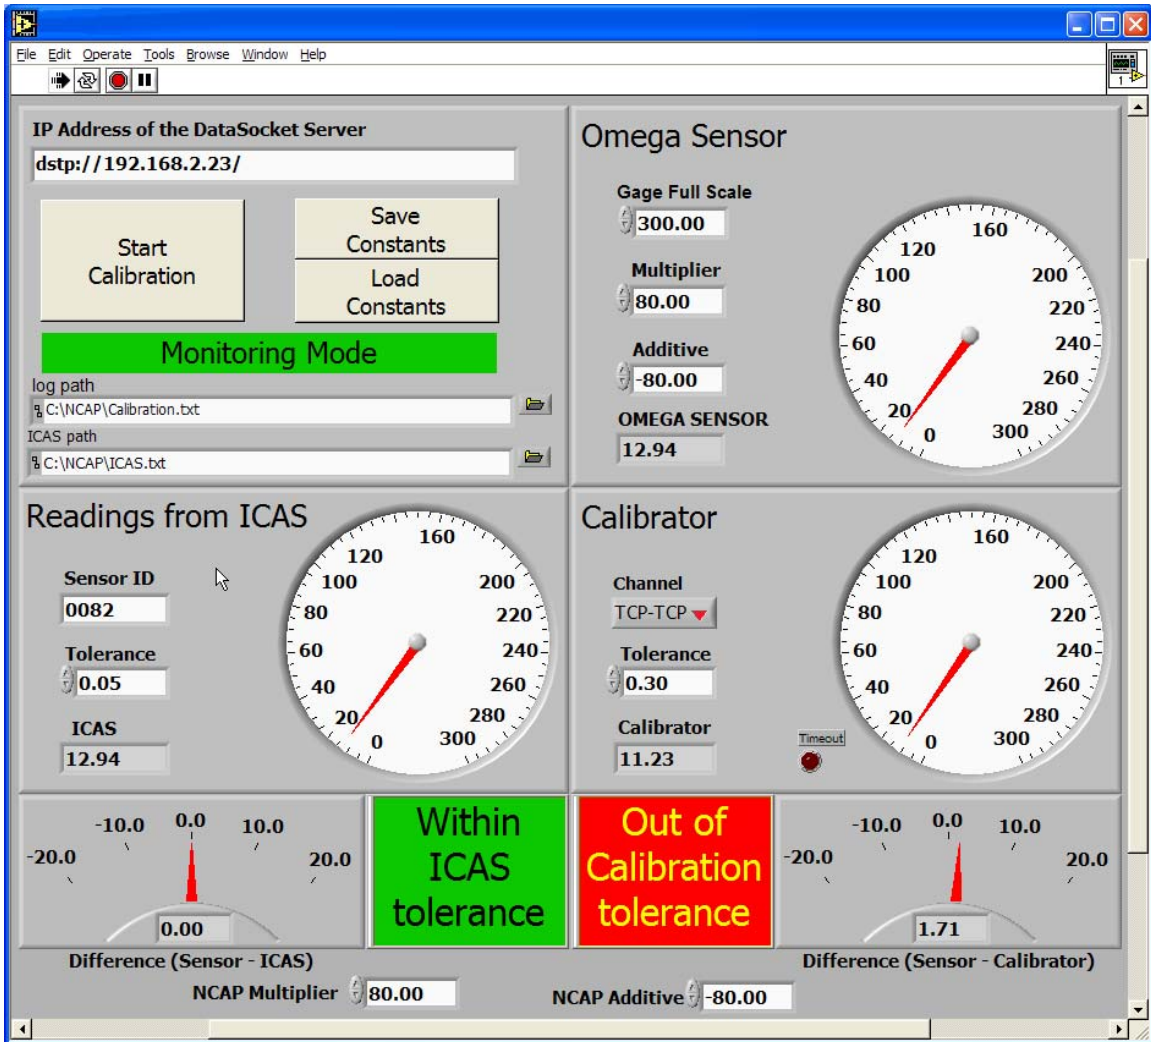 File Edit Operate Tools Browse Window Help
1
IP Address of the DataSocket Server
dstp://192.168.2.23/
Start
Calibration
Save
Constants
Load
Constants
Monitoring Mode
log path
C:\NCAP\Calibration.txt
ICAS path
C:\NCAP\ICAS.txt
Omega Sensor
Gage Full Scale
300.00
Multiplier
80.00
Additive
-80.00
OMEGA SENSOR
12.94
0
20
40
60
80
100
120
160
200
220
240
260
280
300
Readings from ICAS
Sensor ID
0082
Tolerance
0.05
ICAS
12.94
0
20
40
60
80
100
120
160
200
220
240
260
280
300
Calibrator
Channel
TCP-TCP
Tolerance
0.30
Calibrator
11.23
Timeout
0
20
40
60
80
100
120
160
200
220
240
260
280
300
-20.0
-10.0
0.0
10.0
20.0
0.00
Difference (Sensor - ICAS)
Within
ICAS
tolerance
Out of
Calibration
tolerance
-20.0
-10.0
0.0
10.0
20.0
1.71
Difference (Sensor - Calibrator)
NCAP Multiplier 80.00
NCAP Additive -80.00